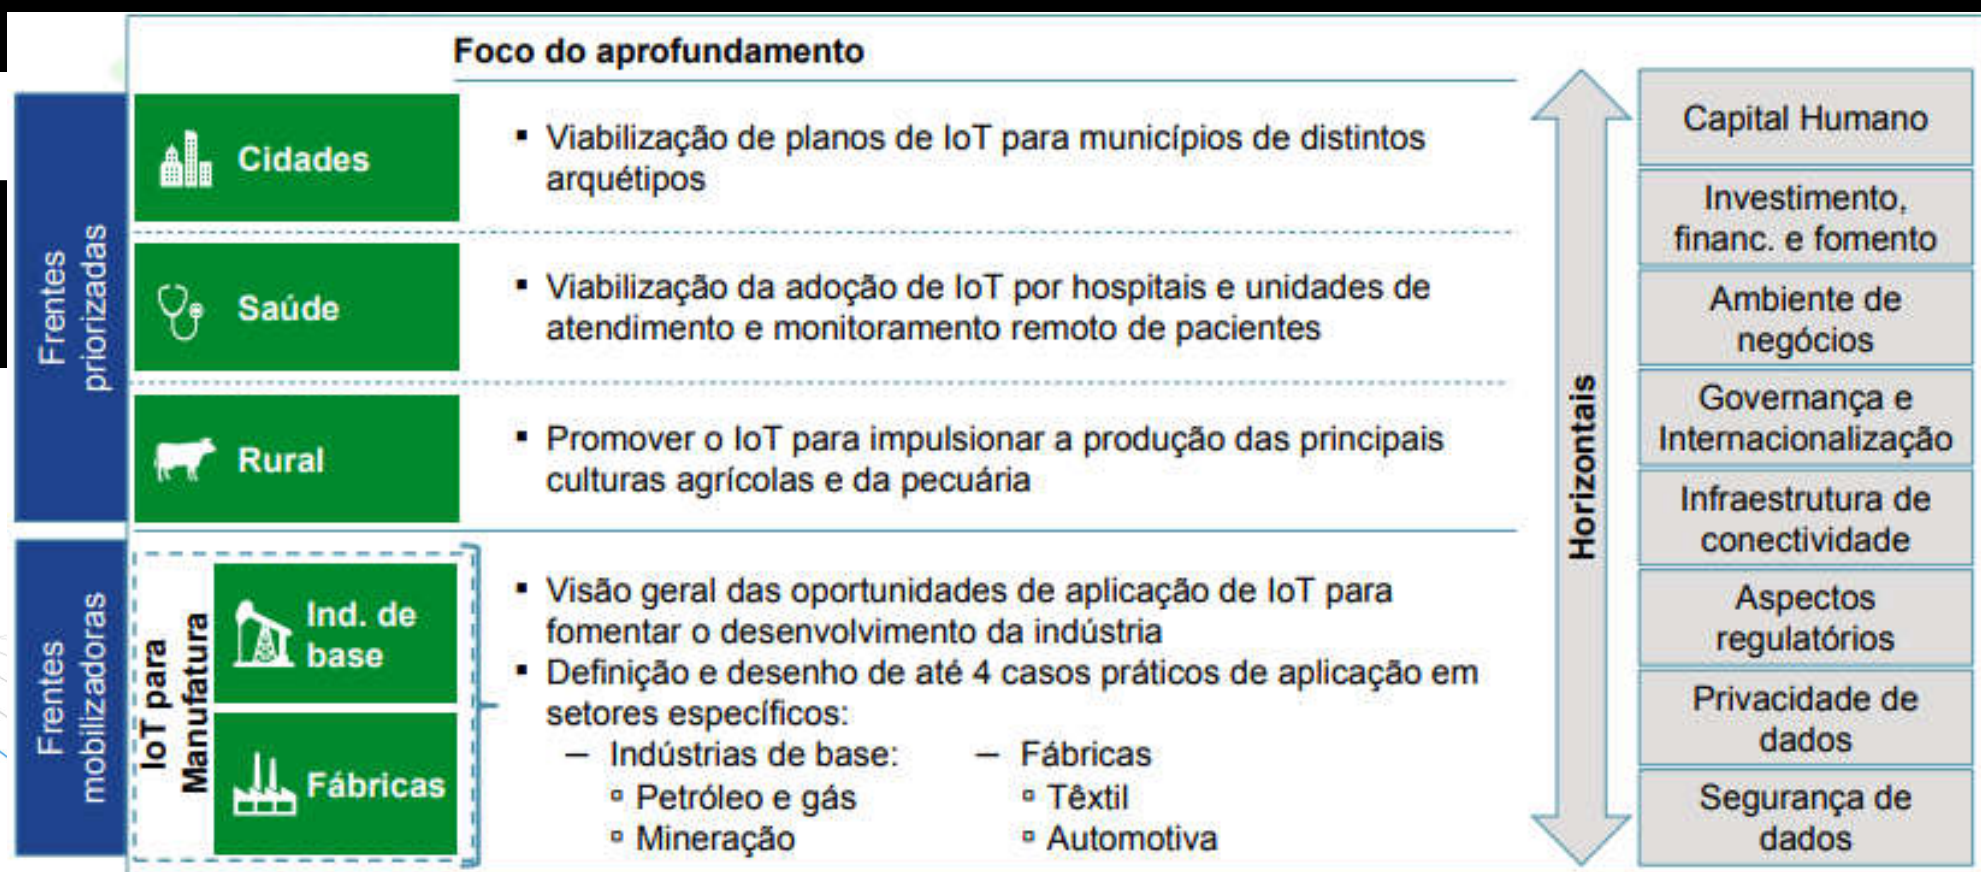 Foco do aprofundamento
Frentes
priorizadas
Cidades
▪ Viabilização de planos de IoT para municípios de distintos
arquétipos
Saúde
▪ Viabilização da adoção de IoT por hospitais e unidades de
atendimento e monitoramento remoto de pacientes
Rural
▪ Promover o IoT para impulsionar a produção das principais
culturas agrícolas e da pecuária
Frentes
mobilizadoras
IoT para
Manufatura
Ind. de
base
Fábricas
▪ Visão geral das oportunidades de aplicação de IoT para
fomentar o desenvolvimento da indústria
▪ Definição e desenho de até 4 casos práticos de aplicação em
setores específicos:
– Indústrias de base:
▫ Petróleo e gás
▫ Mineração
– Fábricas
▫ Têxtil
▫ Automotiva
Horizontais
Capital Humano
Investimento,
financ. e fomento
Ambiente de
negócios
Governança e
Internacionalização
Infraestrutura de
conectividade
Aspectos
regulatórios
Privacidade de
dados
Segurança de
dados